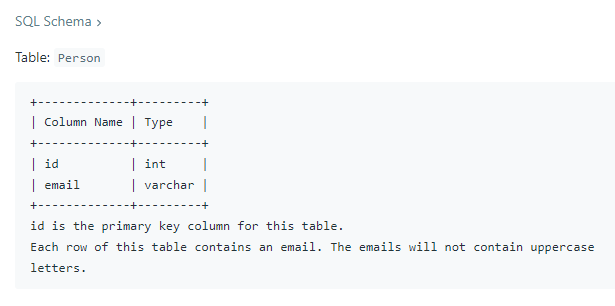 SQL Schema >
Table: Person
+-------------+---------+
| Column Name | Type    |
+-------------+---------+
| id          | int     |
| email       | varchar |
+-------------+---------+
id is the primary key column for this table.
Each row of this table contains an email. The emails will not contain uppercase
letters.